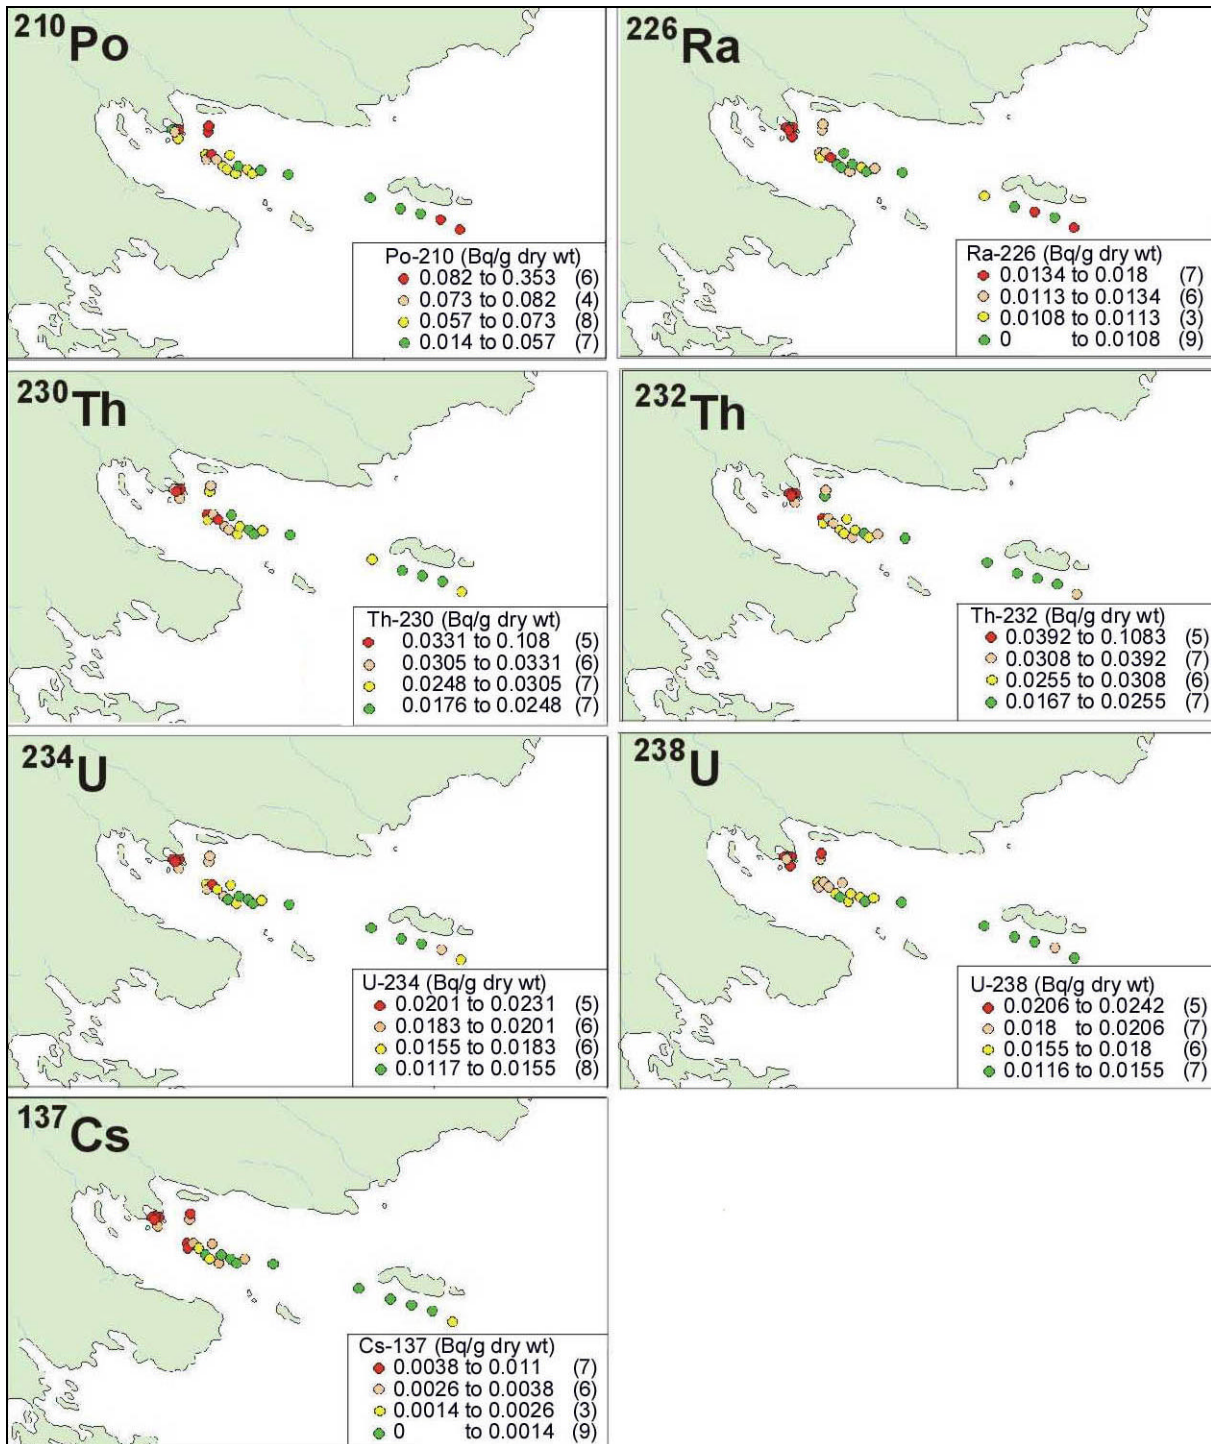 210Po
Po-210 (Bq/g dry wt)
0.082 to 0.353 (6)
0.073 to 0.082 (4)
0.057 to 0.073 (8)
0.014 to 0.057 (7)
226Ra
Ra-226 (Bq/g dry wt)
0.0134 to 0.018 (7)
0.0113 to 0.0134 (6)
0.0108 to 0.0113 (3)
0 to 0.0108 (9)
230Th
Th-230 (Bq/g dry wt)
0.0331 to 0.108 (5)
0.0305 to 0.0331 (6)
0.0248 to 0.0305 (7)
0.0176 to 0.0248 (7)
232Th
Th-232 (Bq/g dry wt)
0.0392 to 0.1083 (5)
0.0308 to 0.0392 (7)
0.0255 to 0.0308 (6)
0.0167 to 0.0255 (7)
234U
U-234 (Bq/g dry wt)
0.0201 to 0.0231 (5)
0.0183 to 0.0201 (6)
0.0155 to 0.0183 (6)
0.0117 to 0.0155 (8)
238U
U-238 (Bq/g dry wt)
0.0206 to 0.0242 (5)
0.018 to 0.0206 (7)
0.0155 to 0.018 (6)
0.0116 to 0.0155 (7)
137Cs
Cs-137 (Bq/g dry wt)
0.0038 to 0.011 (7)
0.0026 to 0.0038 (6)
0.0014 to 0.0026 (3)
0 to 0.0014 (9)